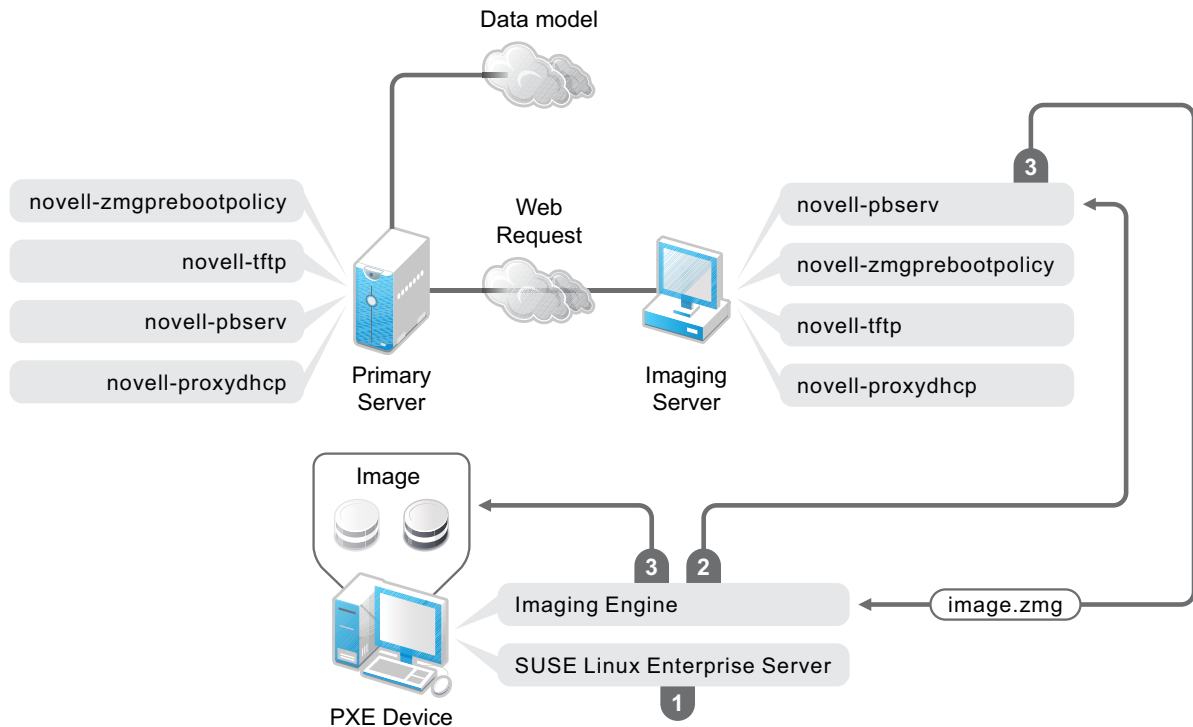 Data model
3
novell-zmgprebootpolicy
novell-tftp
novell-pbserv
novell-proxydhcp
Web
Request
novell-pbserv
novell-zmgprebootpolicy
novell-tftp
novell-proxydhcp
Primary
Server
Imaging
Server
Image
3
2
Imaging Engine
image.zmg
SUSE Linux Enterprise Server
1
PXE Device